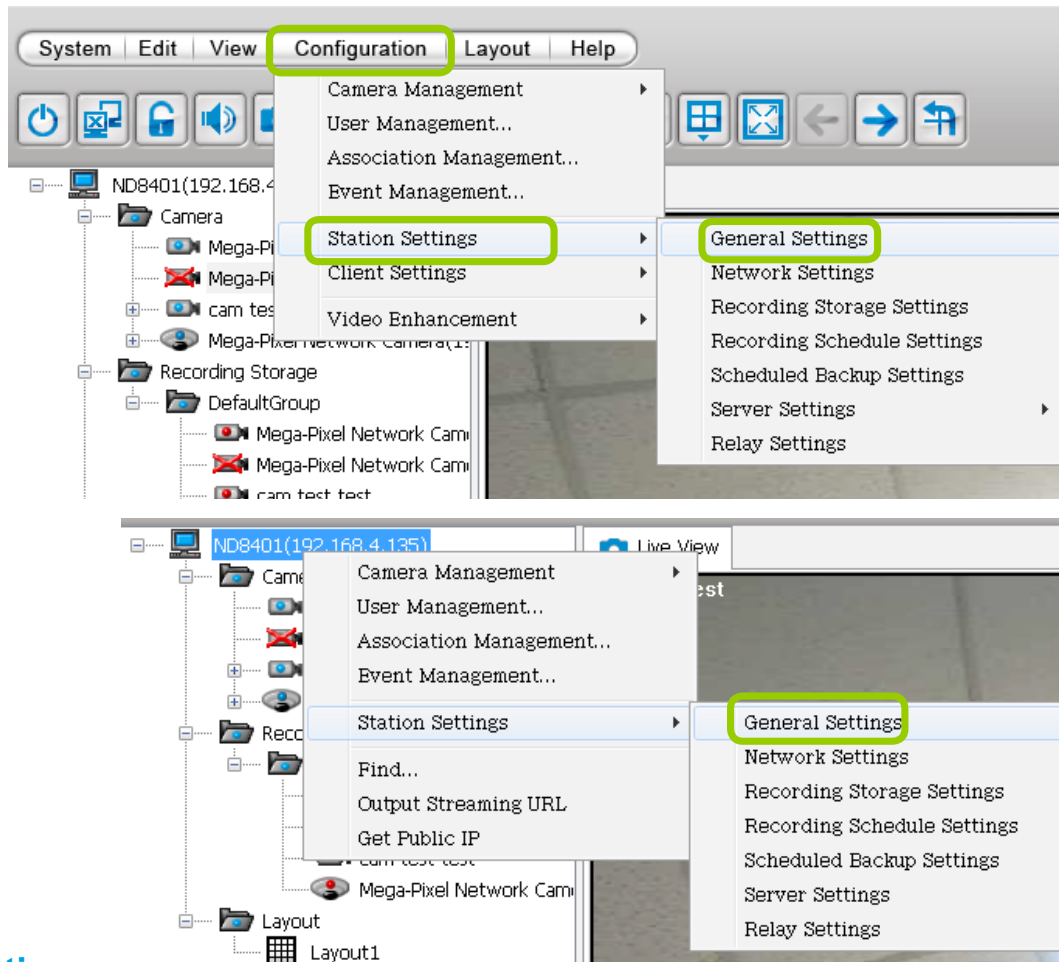 System Edit View Configuration Layout Help
Camera Management
User Management...
Association Management...
Event Management...
Station Settings
Client Settings
Video Enhancement
General Settings
Network Settings
Recording Storage Settings
Recording Schedule Settings
Scheduled Backup Settings
Server Settings
Relay Settings
ND8401(192.168.4
Camera
Mega-Pi
Mega-Pi
cam tes
Mega-Pixel Network Camera(1
Recording Storage
DefaultGroup
Mega-Pixel Network Cam
Mega-Pixel Network Cam
cam test test
ND8401(192.168.4.135)
Live View
est
Came
Camera Management
User Management...
Association Management...
Event Management...
Station Settings
Find...
Output Streaming URL
Get Public IP
General Settings
Network Settings
Recording Storage Settings
Recording Schedule Settings
Scheduled Backup Settings
Server Settings
Relay Settings
Reco
cam test test
Mega-Pixel Network Cam
Layout
Layout1